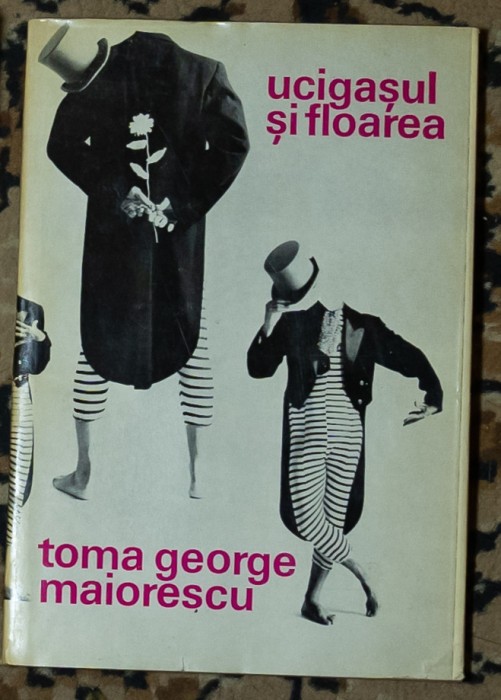 ucigașul
și floarea
toma george
maiorescu